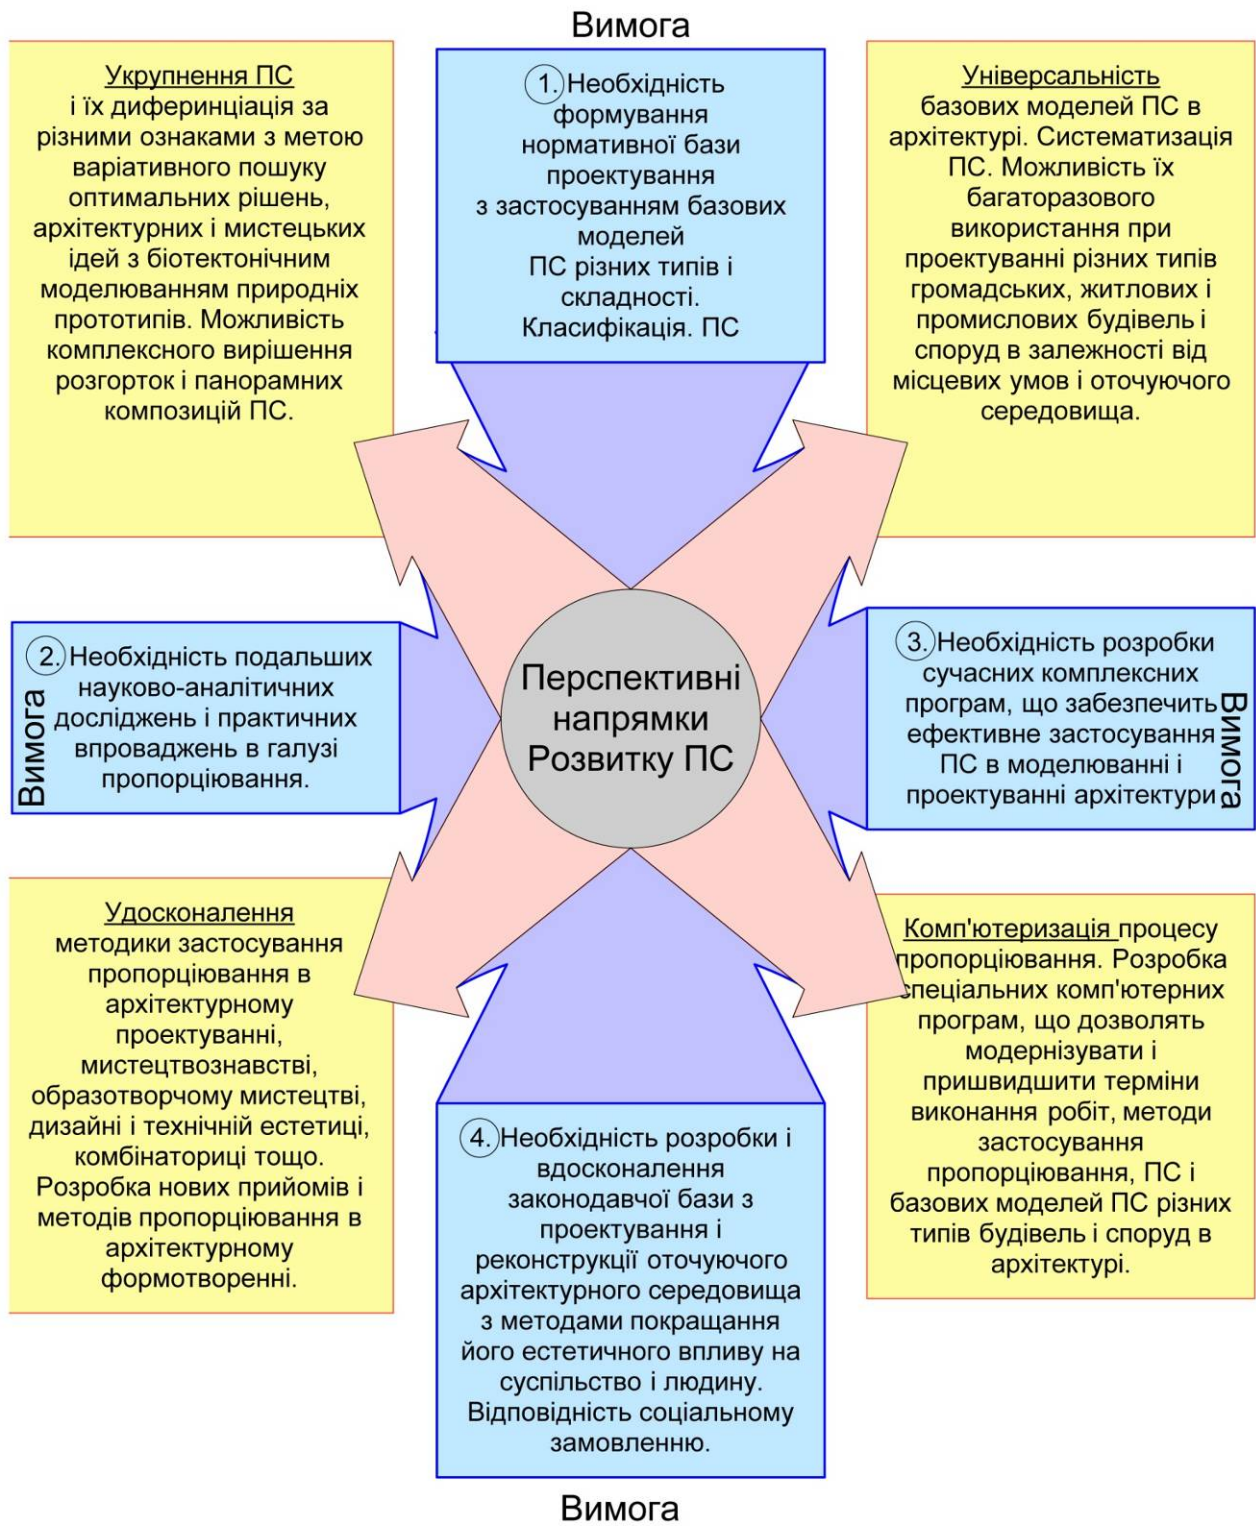 Вимога
Укрупнення ПС
і їх диферинціація за
різними ознаками з метою
варіативного пошуку
оптимальних рішень,
архітектурних і мистецьких
ідей з біотектонічним
моделюванням природніх
прототипів. Можливість
комплексного вирішення
розгорток і панорамних
композицій ПС.
1. Необхідність
формування
нормативної бази
проектування
з застосуванням базових
моделей
ПС різних типів і
складності.
Класифікація. ПС
Універсальність
базових моделей ПС в
архітектурі. Систематизація
ПС. Можливість їх
багаторазового
використання при
проектуванні різних типів
громадських, житлових і
промислових будівель і
споруд в залежності від
місцевих умов і оточуючого
середовища.
Вимога
2. Необхідність подальших
науково-аналітичних
досліджень і практичних
впроваджень в галузі
пропорціювання.
Перспективні
напрямки
Розвитку ПС
3. Необхідність розробки
сучасних комплексних
програм, що забезпечить
ефективне застосування
ПС в моделюванні і
проектуванні архітектури
Вимога
Удосконалення
методики застосування
пропорціювання в
архітектурному
проектуванні,
мистецтвознавстві,
образотворчому мистецтві,
дизайні і технічній естетиці,
комбінаториці тощо.
Розробка нових прийомів і
методів пропорціювання в
архітектурному
формотворенні.
4. Необхідність розробки і
вдосконалення
законодавчої бази з
проектування і
реконструкції оточуючого
архітектурного середовища
з методами покращання
його естетичного впливу на
суспільство і людину.
Відповідність соціальному
замовленню.
Комп'ютеризація процесу
пропорціювання. Розробка
спеціальних комп'ютерних
програм, що дозволять
модернізувати і
пришвидшити терміни
виконання робіт, методи
застосування
пропорціювання, ПС і
базових моделей ПС різних
типів будівель і споруд в
архітектурі.
Вимога